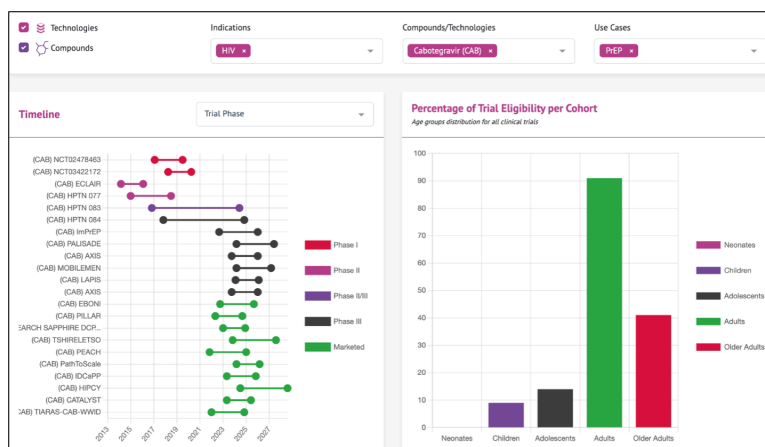 Technologies
Compounds
Indications
HIV ×
Compounds/Technologies
Cabotegravir (CAB) ×
Use Cases
PrEP ×
Timeline
Trial Phase
(CAB) NCT02478463
(CAB) NCT03422172
(CAB) ECLAIR
(CAB) HPTN 077
(CAB) HPTN 083
(CAB) HPTN 084
(CAB) ImPrEP
(CAB) PALISADE
(CAB) AXIS
(CAB) MOBILEMEN
(CAB) LAPIS
(CAB) AXIS
(CAB) EBONI
(CAB) PILLAR
EARCH SAPPHIRE DCP...
(CAB) TSHIRELETSO
(CAB) PEACH
(CAB) PathToScale
(CAB) IDCaPP
(CAB) HIPCY
(CAB) CATALYST
CAB) TIARAS-CAB-WWID
2013
2015
2017
2019
2021
2023
2025
2027
Phase I
Phase II
Phase II/III
Phase III
Marketed
Percentage of Trial Eligibility per Cohort
Age groups distribution for all clinical trials
100
90
80
70
60
50
40
30
20
10
0
Neonates
Children
Adolescents
Adults
Older Adults
Neonates
Children
Adolescents
Adults
Older Adults